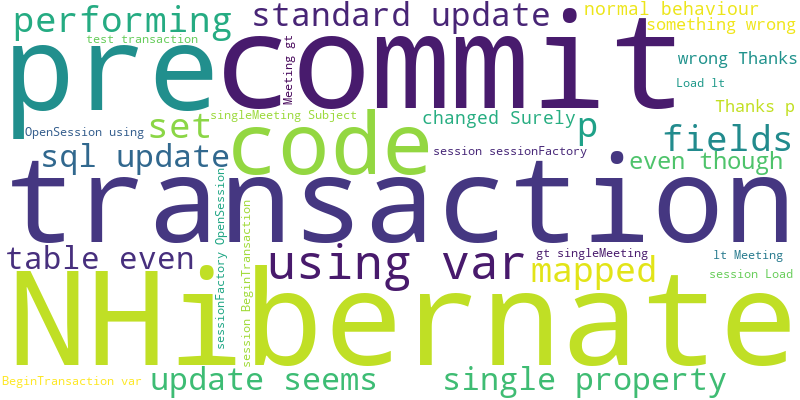 performing
standard update
normal behaviour
something wrong
test transaction
pre
commit
Meeting gt
wrong Thanks
Load lt
Thanks p
OpenSession using
set
singleMeeting Subject
code
changed Surely
p
fields
sql update
session sessionFactory
even though
transaction
sessionFactory OpenSession
session BeginTransaction
table even
using var
gt singleMeeting
mapped
lt Meeting
session Load
NHibernate
BeginTransaction var
update seems
single property